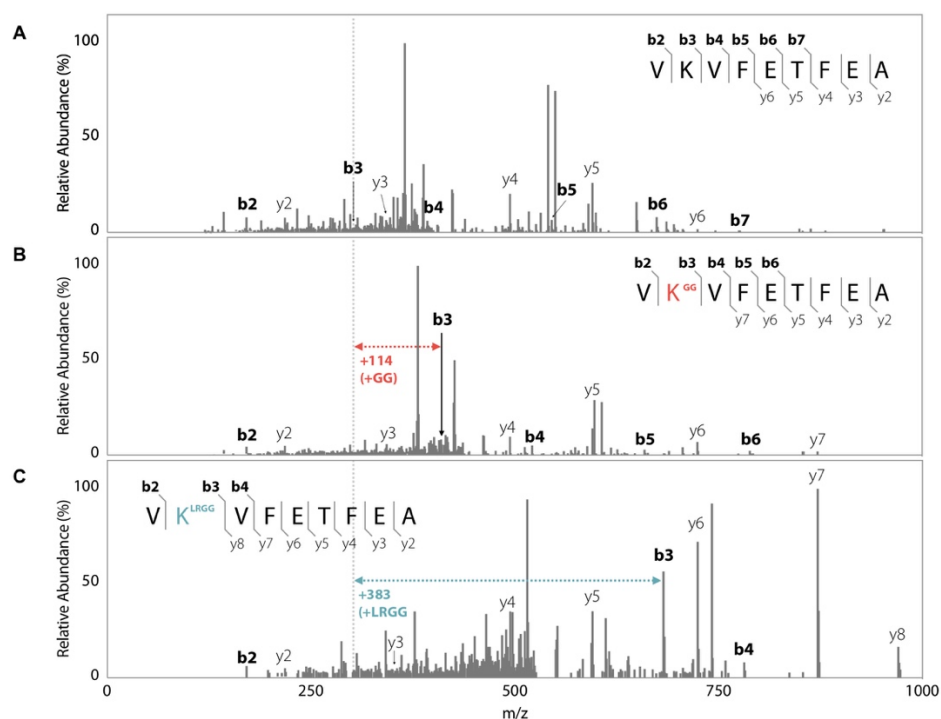 A
Relative Abundance (%)
100
50
0
b2 b3 b4 b5 b6 b7
V K V F E T F E A
y6 y5 y4 y3 y2
b2
y2
b3
y3
b4
y4
b5
y5
b6
y6
b7
B
Relative Abundance (%)
100
50
0
b2 b3 b4 b5 b6
V K GG V F E T F E A
y7 y6 y5 y4 y3 y2
+114
(+GG)
b2
y2
y3
b3
y4
b4
y5
b5
y6
b6
y7
C
Relative Abundance (%)
100
50
0
b2 b3 b4
V K LRGG V F E T F E A
y8 y7 y6 y5 y4 y3 y2
+383
(+LRGG
b2
y2
y3
y4
y5
b3
y6
b4
y7
y8
0 250 500 750 1000
m/z